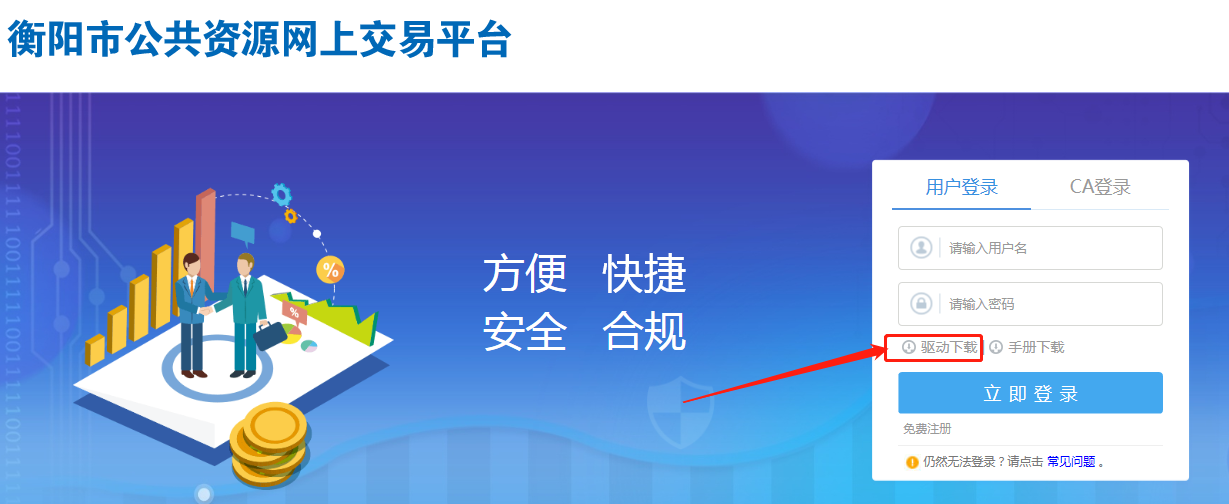 衡阳市公共资源网上交易平台
用户登录 CA登录
方便 快捷
安全 合规
请输入用户名
请输入密码
驱动下载 手册下载
立即登录
免费注册
仍然无法登录？请点击 常见问题 。
%
%